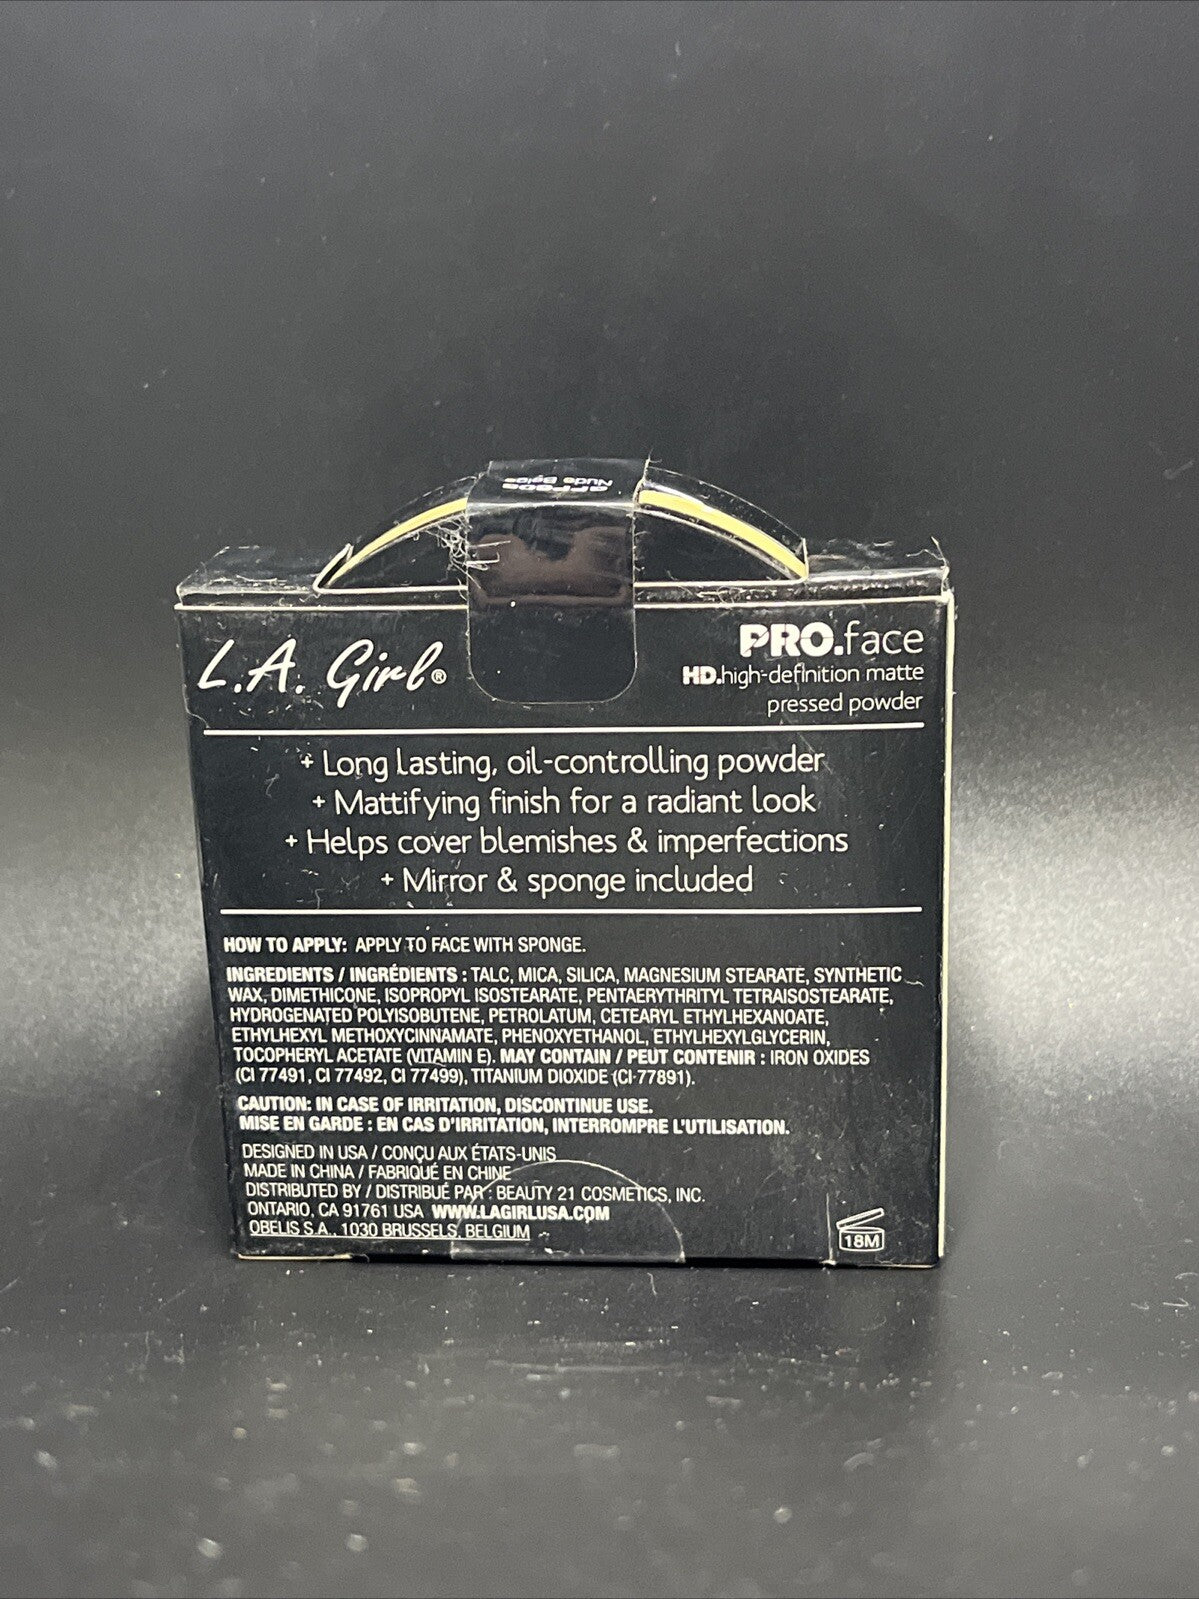 Nude Beige
L.A. Girl®
PRO.face
HD.high-definition matte
pressed powder
+ Long lasting, oil-controlling powder
+ Mattifying finish for a radiant look
+ Helps cover blemishes & imperfections
+ Mirror & sponge included
HOW TO APPLY: APPLY TO FACE WITH SPONGE.
INGREDIENTS / INGRÉDIENTS : TALC, MICA, SILICA, MAGNESIUM STEARATE, SYNTHETIC
WAX, DIMETHICONE, ISOPROPYL ISOSTEARATE, PENTAERYTHRITYL TETRAISOSTEARATE,
HYDROGENATED POLYISOBUTENE, PETROLATUM, CETEARYL ETHYLHEXANOATE,
ETHYLHEXYL METHOXYCINNAMATE, PHENOXYETHANOL, ETHYLHEXYLGLYCERIN,
TOCOPHERYL ACETATE (VITAMIN E). MAY CONTAIN / PEUT CONTENIR : IRON OXIDES
(CI 77491, CI 77492, CI 77499), TITANIUM DIOXIDE (CI 77891).
CAUTION: IN CASE OF IRRITATION, DISCONTINUE USE.
MISE EN GARDE : EN CAS D'IRRITATION, INTERROMPRE L'UTILISATION.
DESIGNED IN USA / CONÇU AUX ÉTATS-UNIS
MADE IN CHINA / FABRIQUÉ EN CHINE
DISTRIBUTED BY / DISTRIBUÉ PAR : BEAUTY 21 COSMETICS, INC.
ONTARIO, CA 91761 USA WWW.LAGIRLUSA.COM
OBELIS S.A., 1030 BRUSSELS, BELGIUM
18M